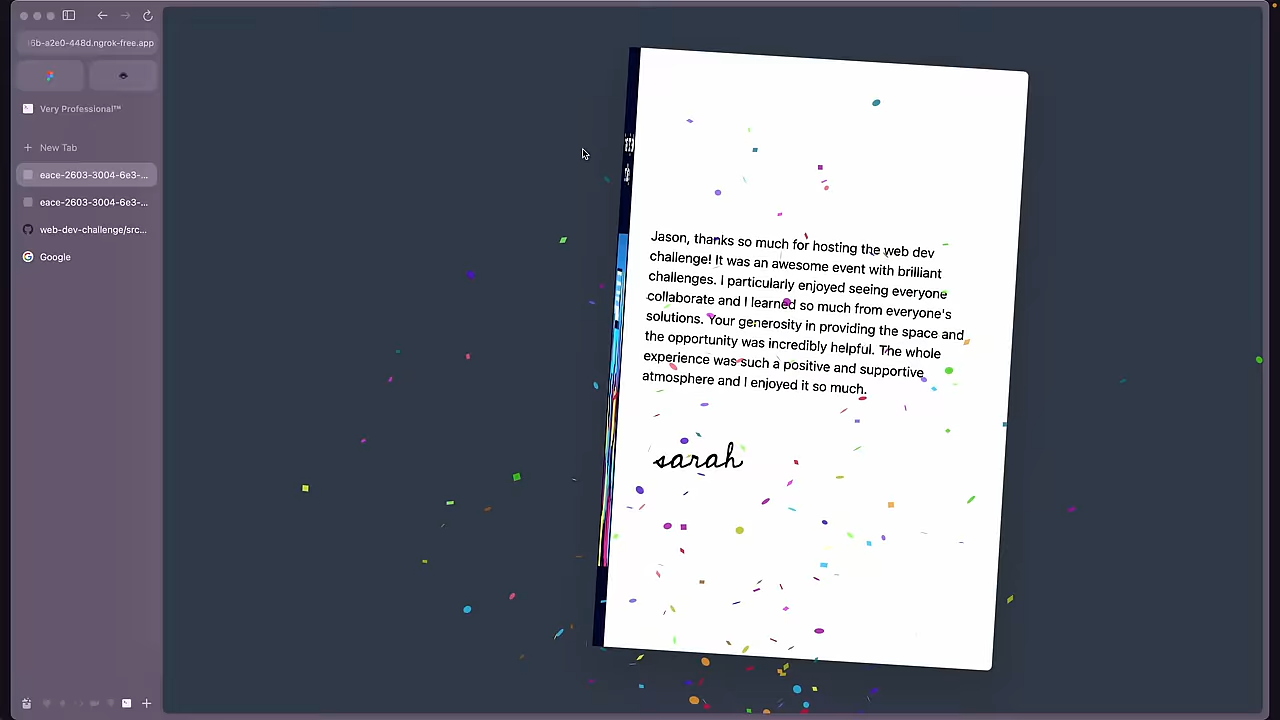 6b-a2e0-448d.ngrok-free.app
Very Professional™
New Tab
eace-2603-3004-6e3-...
eace-2603-3004-6e3-...
web-dev-challenge/src...
Google
Jason, thanks so much for hosting the web dev
challenge! It was an awesome event with brilliant
challenges. I particularly enjoyed seeing everyone
collaborate and I learned so much from everyone's
solutions. Your generosity in providing the space and
the opportunity was incredibly helpful. The whole
experience was such a positive and supportive
atmosphere and I enjoyed it so much.
sarah